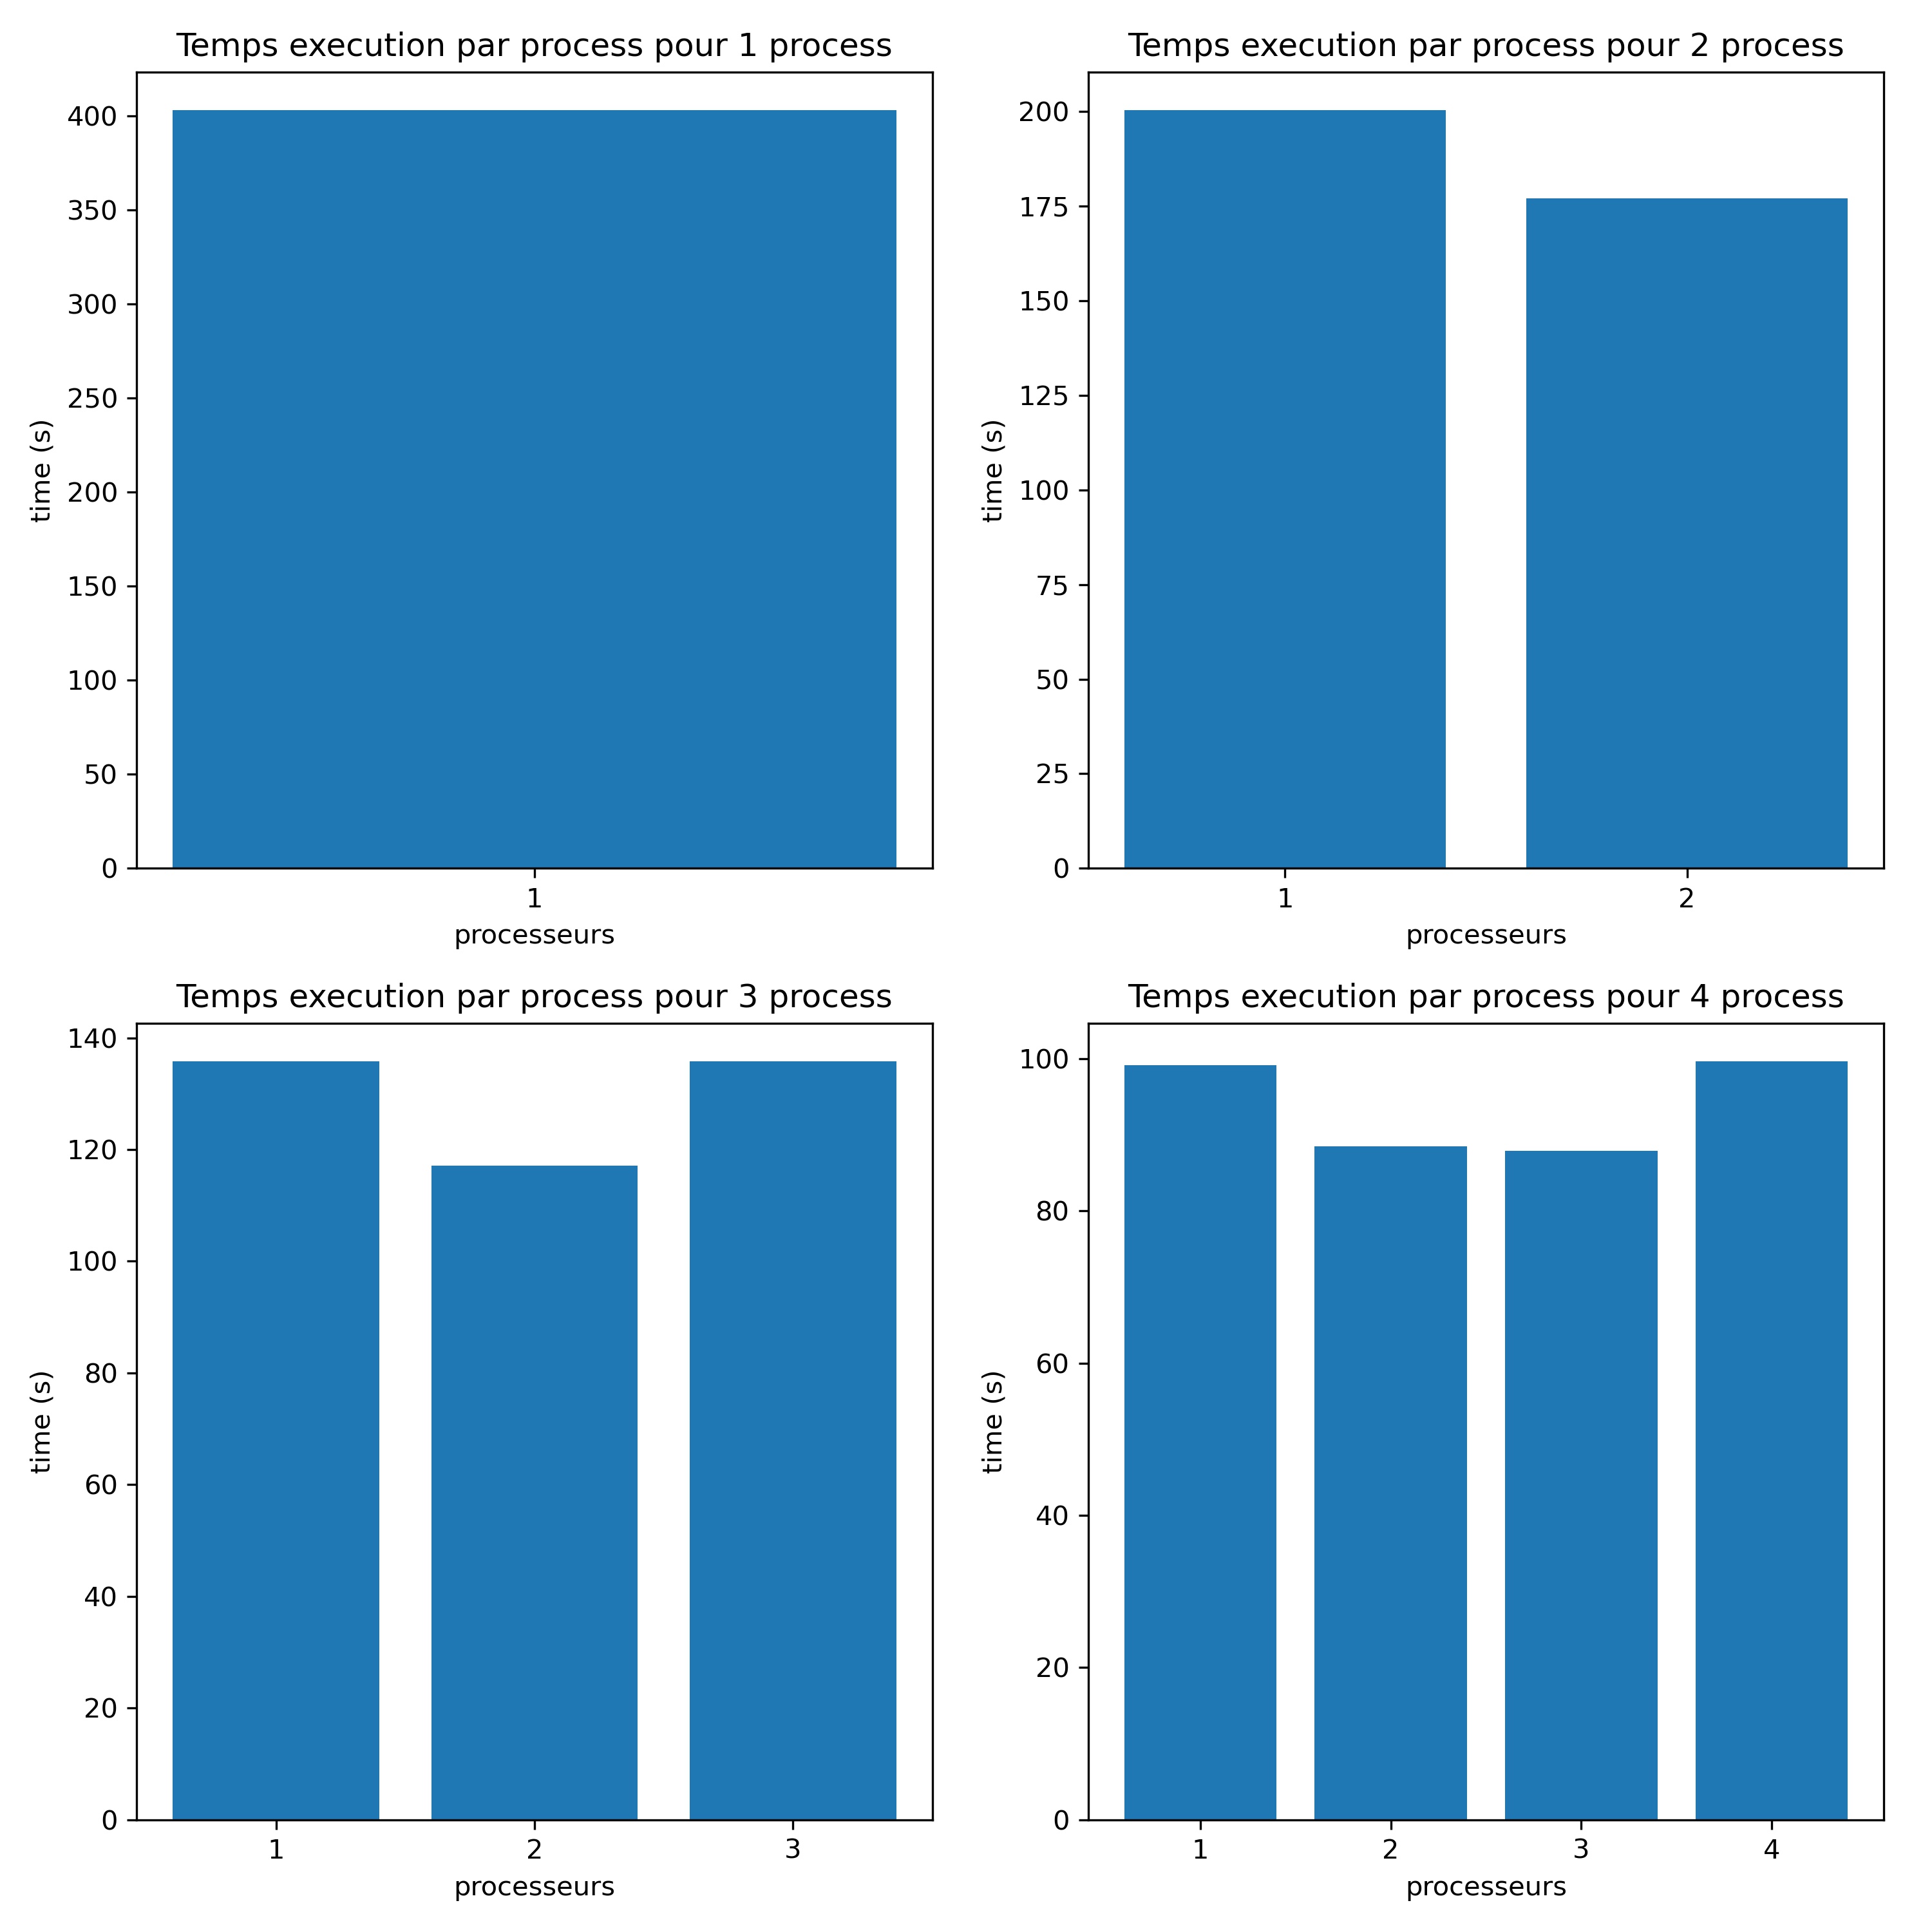 Temps execution par process pour 1 process
400
350
300
250
200
150
100
50
0
time (s)
1
processeurs
Temps execution par process pour 2 process
200
175
150
125
100
75
50
25
0
time (s)
1 2
processeurs
Temps execution par process pour 3 process
140
120
100
80
60
40
20
0
time (s)
1 2 3
processeurs
Temps execution par process pour 4 process
100
80
60
40
20
0
time (s)
1 2 3 4
processeurs